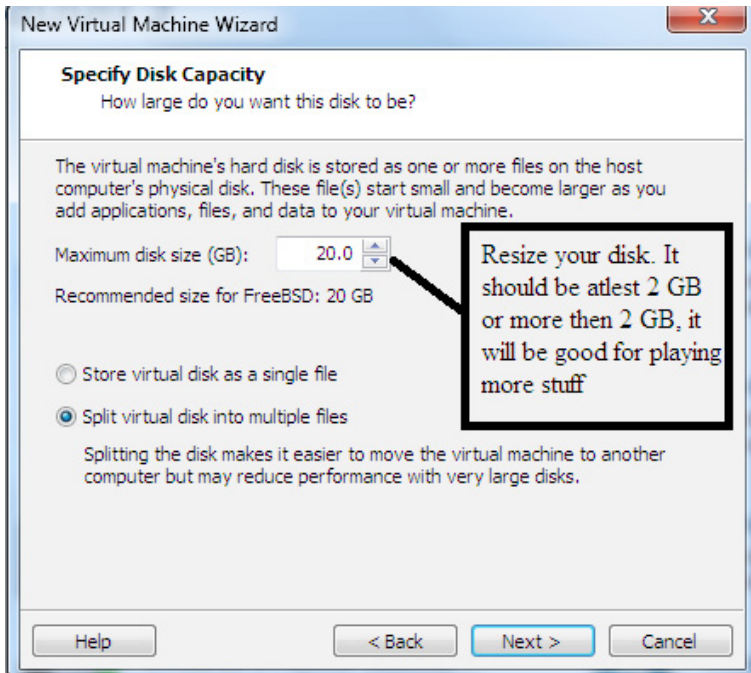 New Virtual Machine Wizard
Specify Disk Capacity
How large do you want this disk to be?
The virtual machine's hard disk is stored as one or more files on the host
computer's physical disk. These file(s) start small and become larger as you
add applications, files, and data to your virtual machine.
Maximum disk size (GB): 20.0
Recommended size for FreeBSD: 20 GB
Resize your disk. It
should be atlest 2 GB
or more then 2 GB, it
will be good for playing
more stuff
Store virtual disk as a single file
Split virtual disk into multiple files
Splitting the disk makes it easier to move the virtual machine to another
computer but may reduce performance with very large disks.
Help < Back Next > Cancel